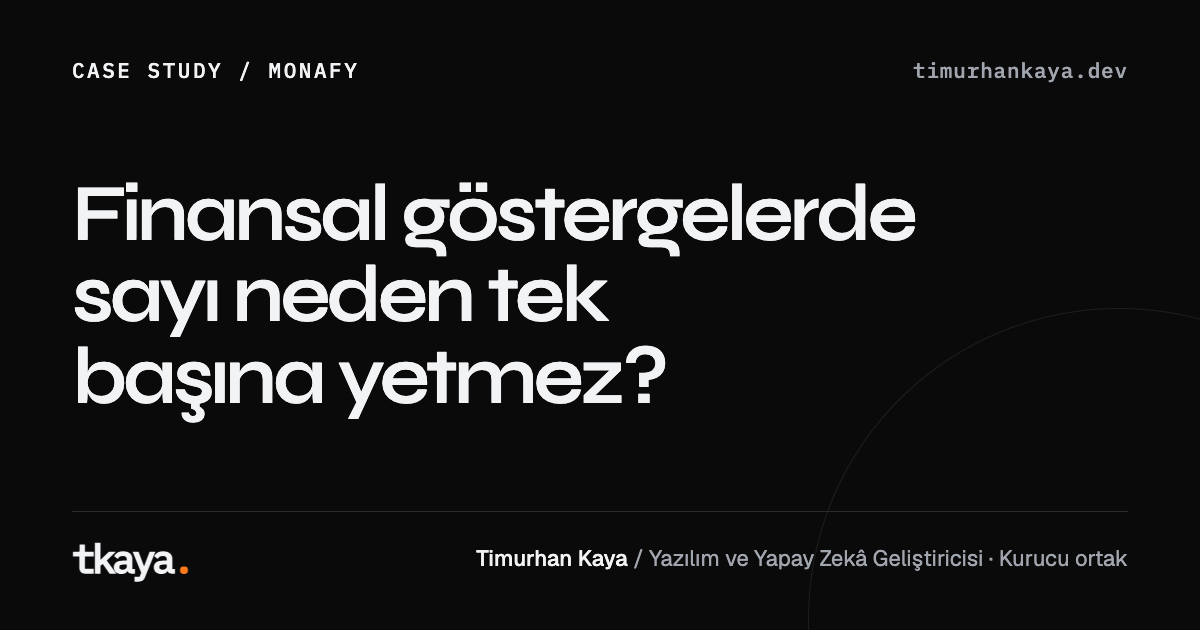 CASE STUDY / MONAFY
timurhankaya.dev
Finansal göstergelerde
sayı neden tek
başına yetmez?
tkaya.
Timurhan Kaya / Yazılım ve Yapay Zekâ Geliştiricisi · Kurucu ortak